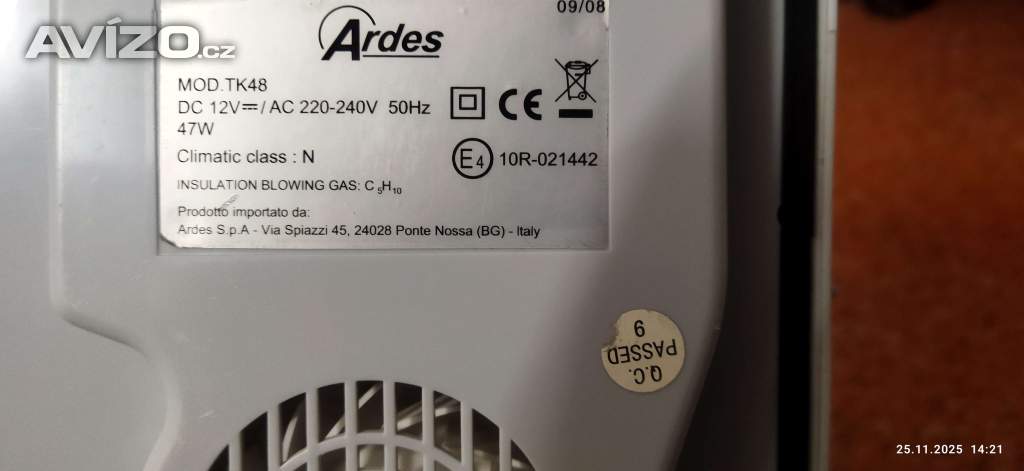 AVÍZO.cz
09/08
Ardes
MOD.TK48
DC 12V⎓/AC 220-240V 50Hz
47W
CE
Climatic class : N
E4 10R-021442
INSULATION BLOWING GAS: C₅H₁₀
Prodotto importato da:
Ardes S.p.A - Via Spiazzi 45, 24028 Ponte Nossa (BG) - Italy
Q.C.
PASSED
9
25.11.2025 14:21